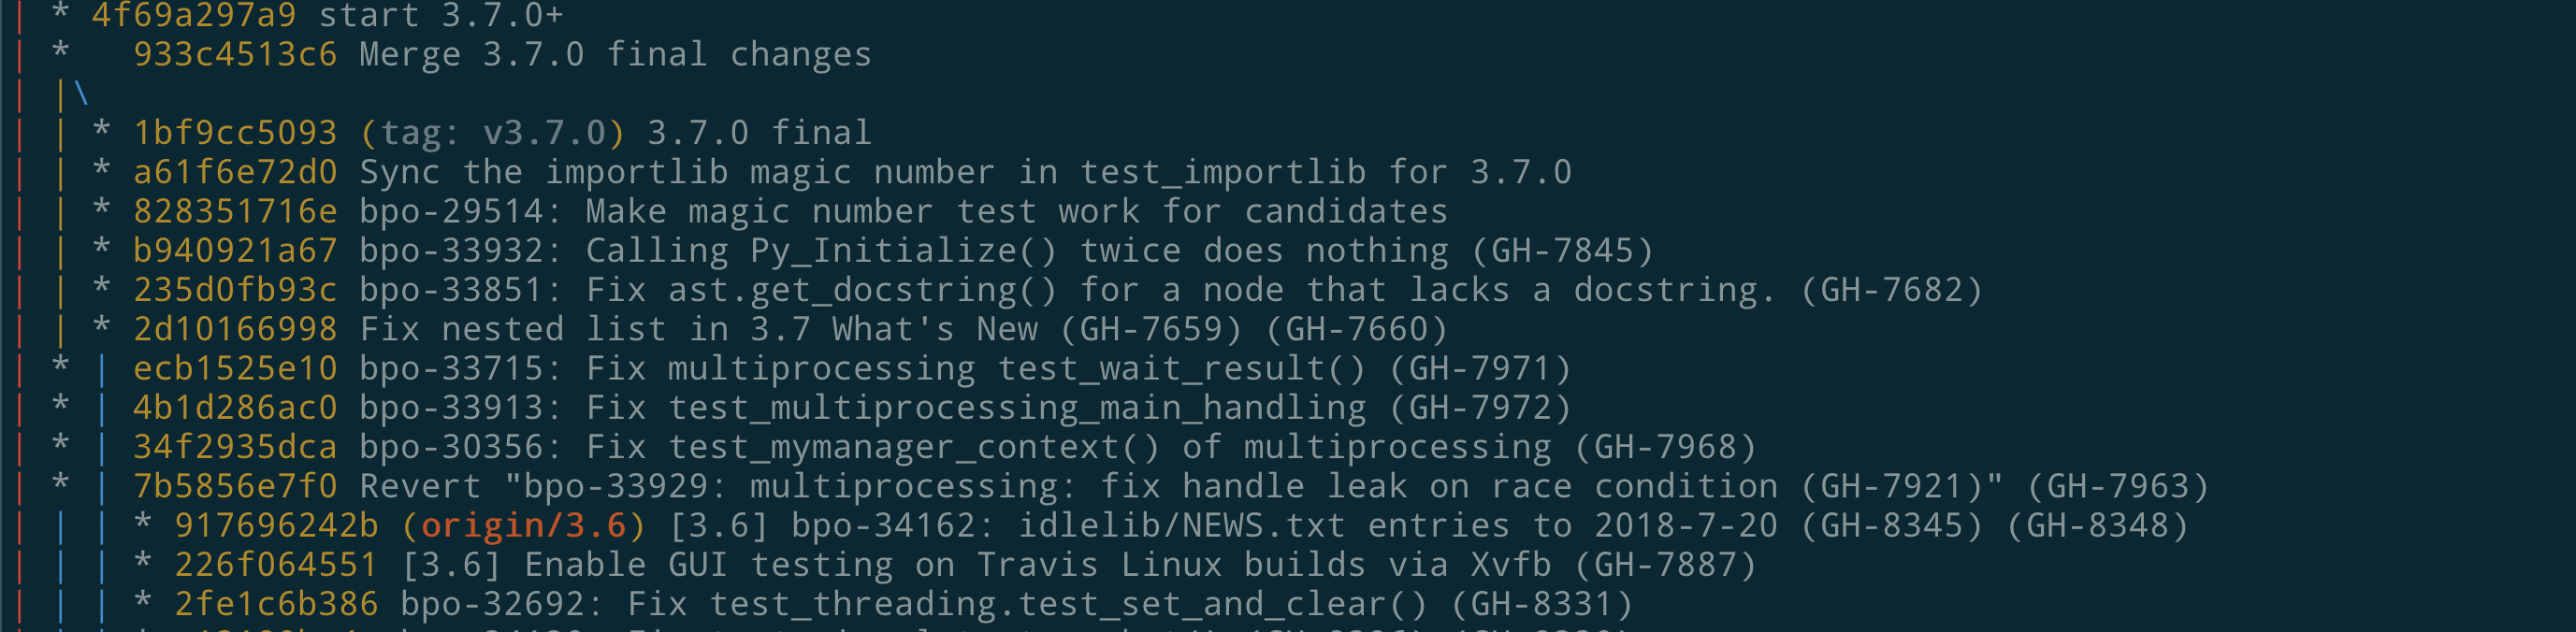 | * 4f69a297a9 start 3.7.0+
| *   933c4513c6 Merge 3.7.0 final changes
| |\
| | * 1bf9cc5093 (tag: v3.7.0) 3.7.0 final
| | * a61f6e72d0 Sync the importlib magic number in test_importlib for 3.7.0
| | * 828351716e bpo-29514: Make magic number test work for candidates
| | * b940921a67 bpo-33932: Calling Py_Initialize() twice does nothing (GH-7845)
| | * 235d0fb93c bpo-33851: Fix ast.get_docstring() for a node that lacks a docstring. (GH-7682)
| | * 2d10166998 Fix nested list in 3.7 What's New (GH-7659) (GH-7660)
| * | ecb1525e10 bpo-33715: Fix multiprocessing test_wait_result() (GH-7971)
| * | 4b1d286ac0 bpo-33913: Fix test_multiprocessing_main_handling (GH-7972)
| * | 34f2935dca bpo-30356: Fix test_mymanager_context() of multiprocessing (GH-7968)
| * | 7b5856e7f0 Revert "bpo-33929: multiprocessing: fix handle leak on race condition (GH-7921)" (GH-7963)
| | | * 917696242b (origin/3.6) [3.6] bpo-34162: idlelib/NEWS.txt entries to 2018-7-20 (GH-8345) (GH-8348)
| | | * 226f064551 [3.6] Enable GUI testing on Travis Linux builds via Xvfb (GH-7887)
| | | * 2fe1c6b386 bpo-32692: Fix test_threading.test_set_and_clear() (GH-8331)